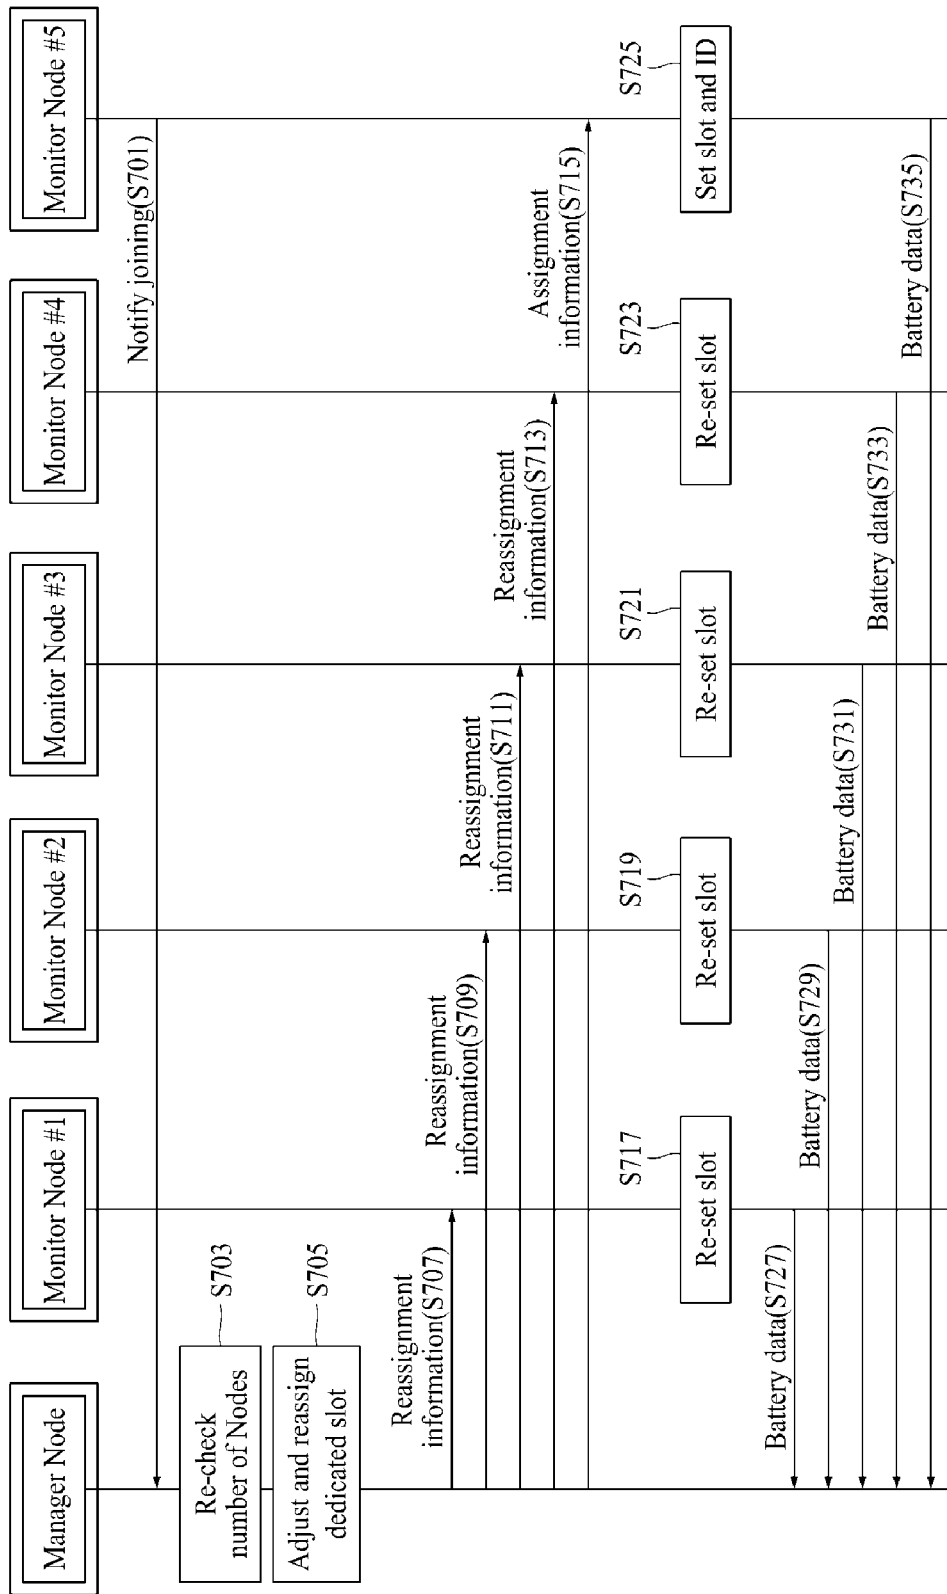 Manager Node
Monitor Node #1
Monitor Node #2
Monitor Node #3
Monitor Node #4
Monitor Node #5
Notify joining(S701)
Re-check
number of Nodes
S703
Adjust and reassign
dedicated slot
S705
Reassignment
information(S707)
Reassignment
information(S709)
Reassignment
information(S711)
Reassignment
information(S713)
Assignment
information(S715)
S717
Re-set slot
S719
Re-set slot
S721
Re-set slot
S723
Re-set slot
S725
Set slot and ID
Battery data(S727)
Battery data(S729)
Battery data(S731)
Battery data(S733)
Battery data(S735)